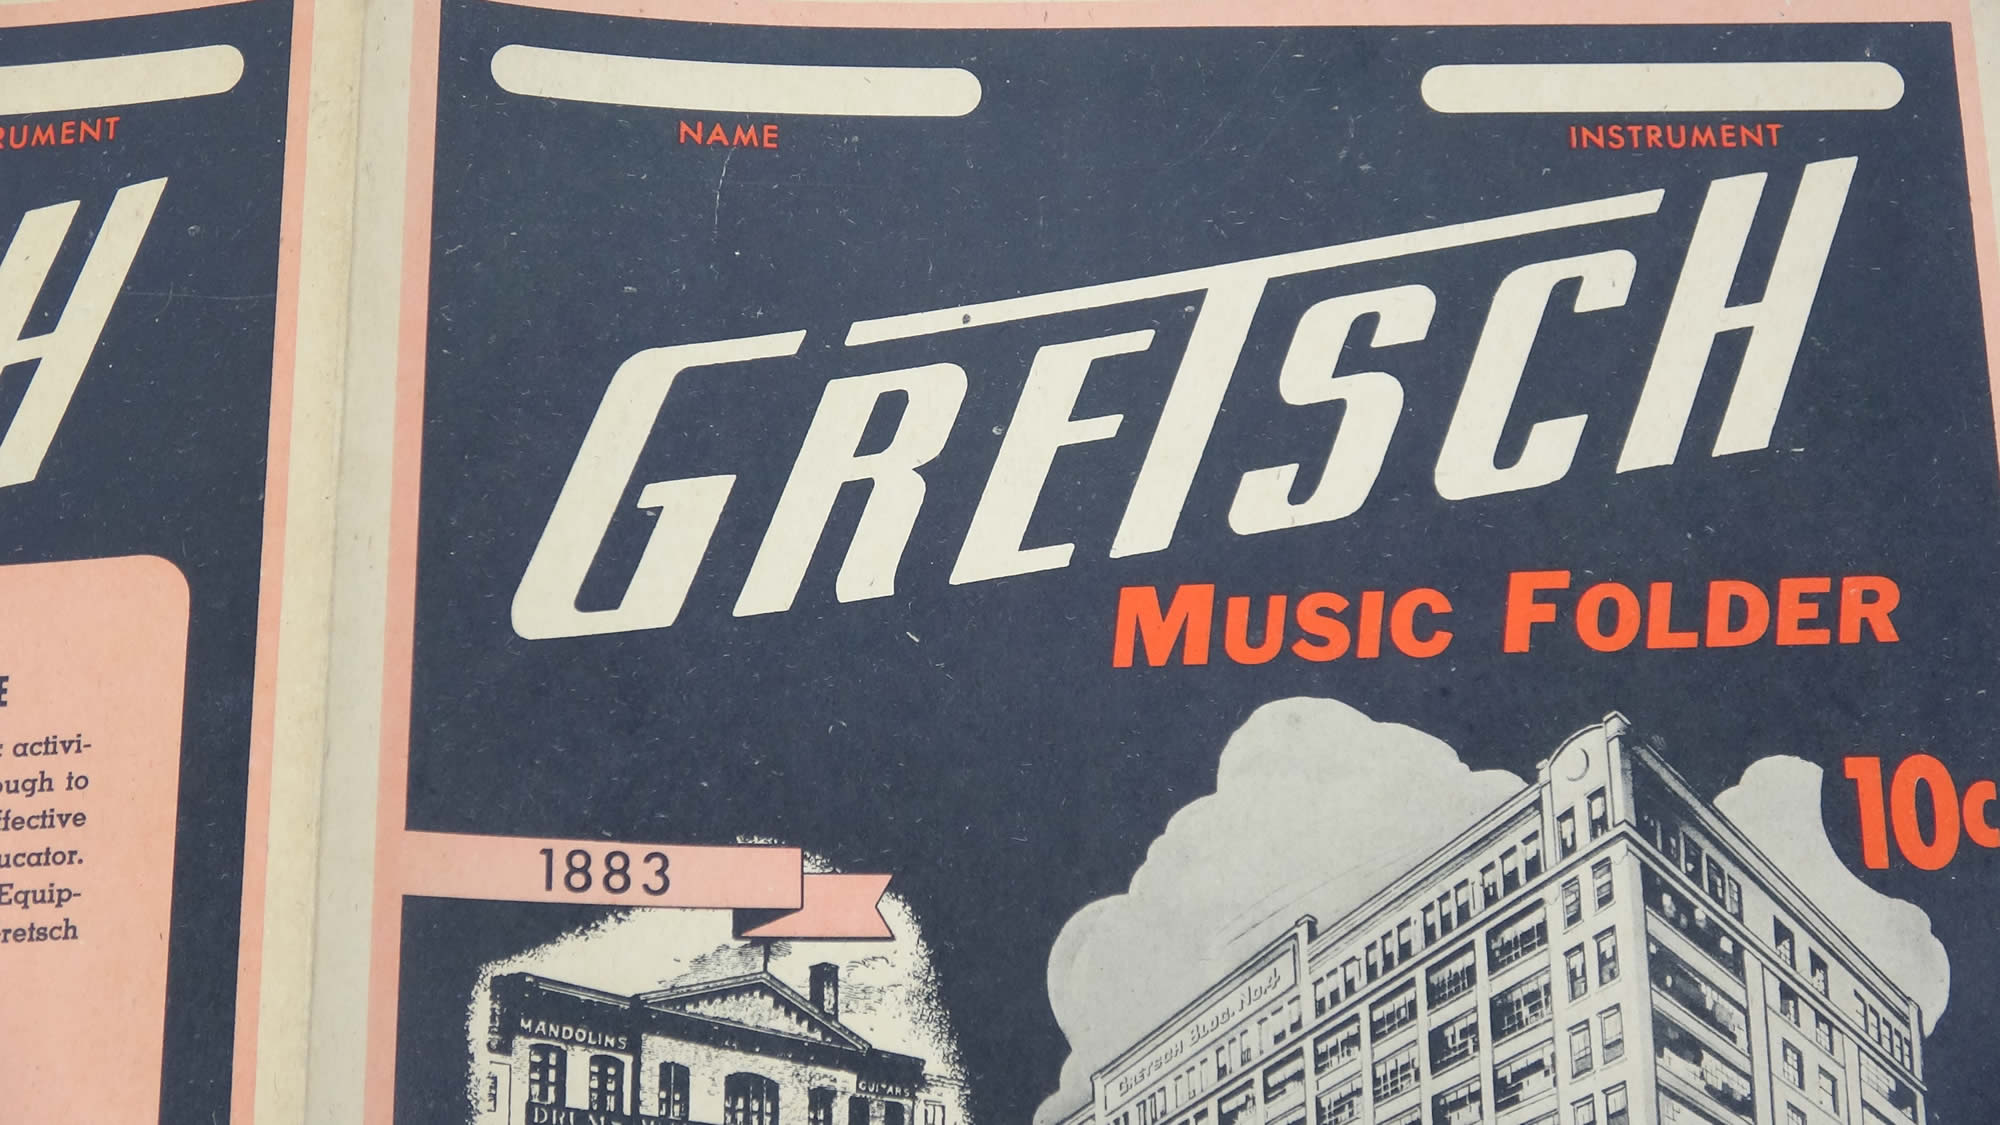 NAME
INSTRUMENT
GRETSCH
MUSIC FOLDER
10c
1883
GRETSCH BLDG. No. 4
MANDOLINS
GUITARS
RUMENT
H
E
activi-
ough to
ffective
ucator.
Equip-
retsch